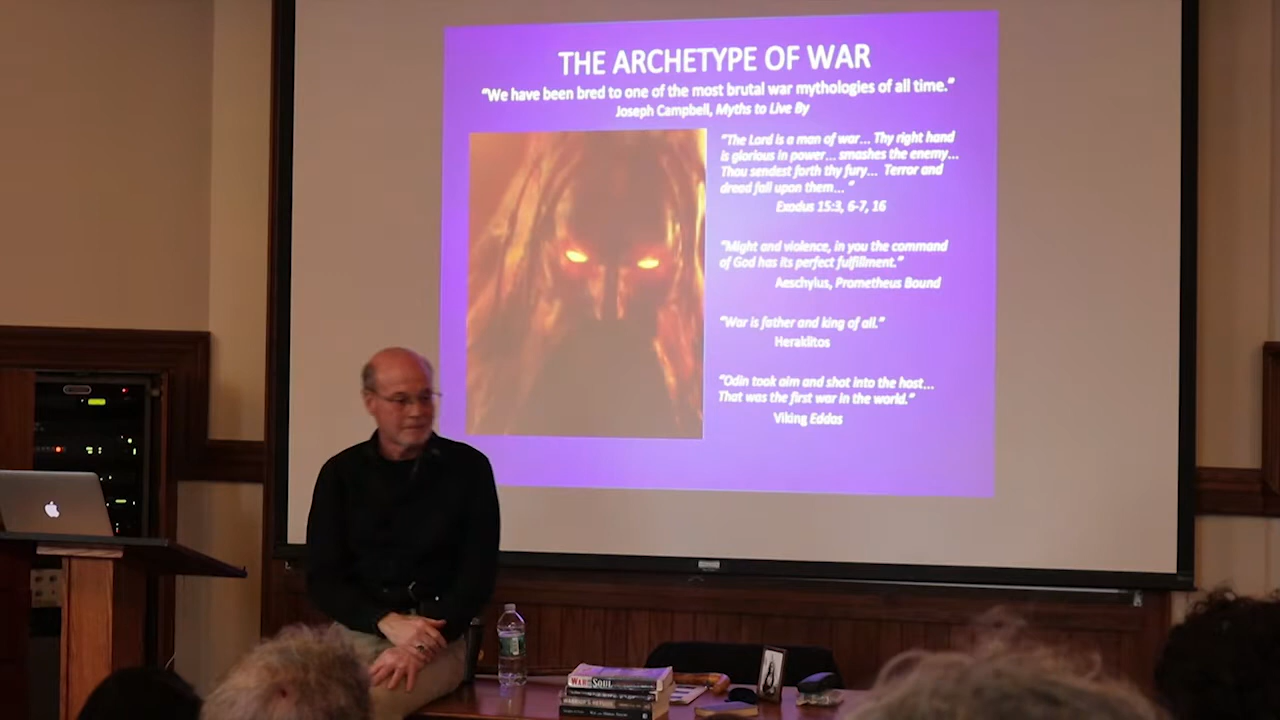 THE ARCHETYPE OF WAR
“We have been bred to one of the most brutal war mythologies of all time.”
Joseph Campbell, Myths to Live By
“The Lord is a man of war… Thy right hand
is glorious in power… smashes the enemy…
Thou sendest forth thy fury… Terror and
dread fall upon them… “
Exodus 15:3, 6-7, 16
“Might and violence, in you the command
of God has its perfect fulfillment.”
Aeschylus, Prometheus Bound
“War is father and king of all.”
Heraklitos
“Odin took aim and shot into the host…
That was the first war in the world.”
Viking Eddas
WAR SOUL